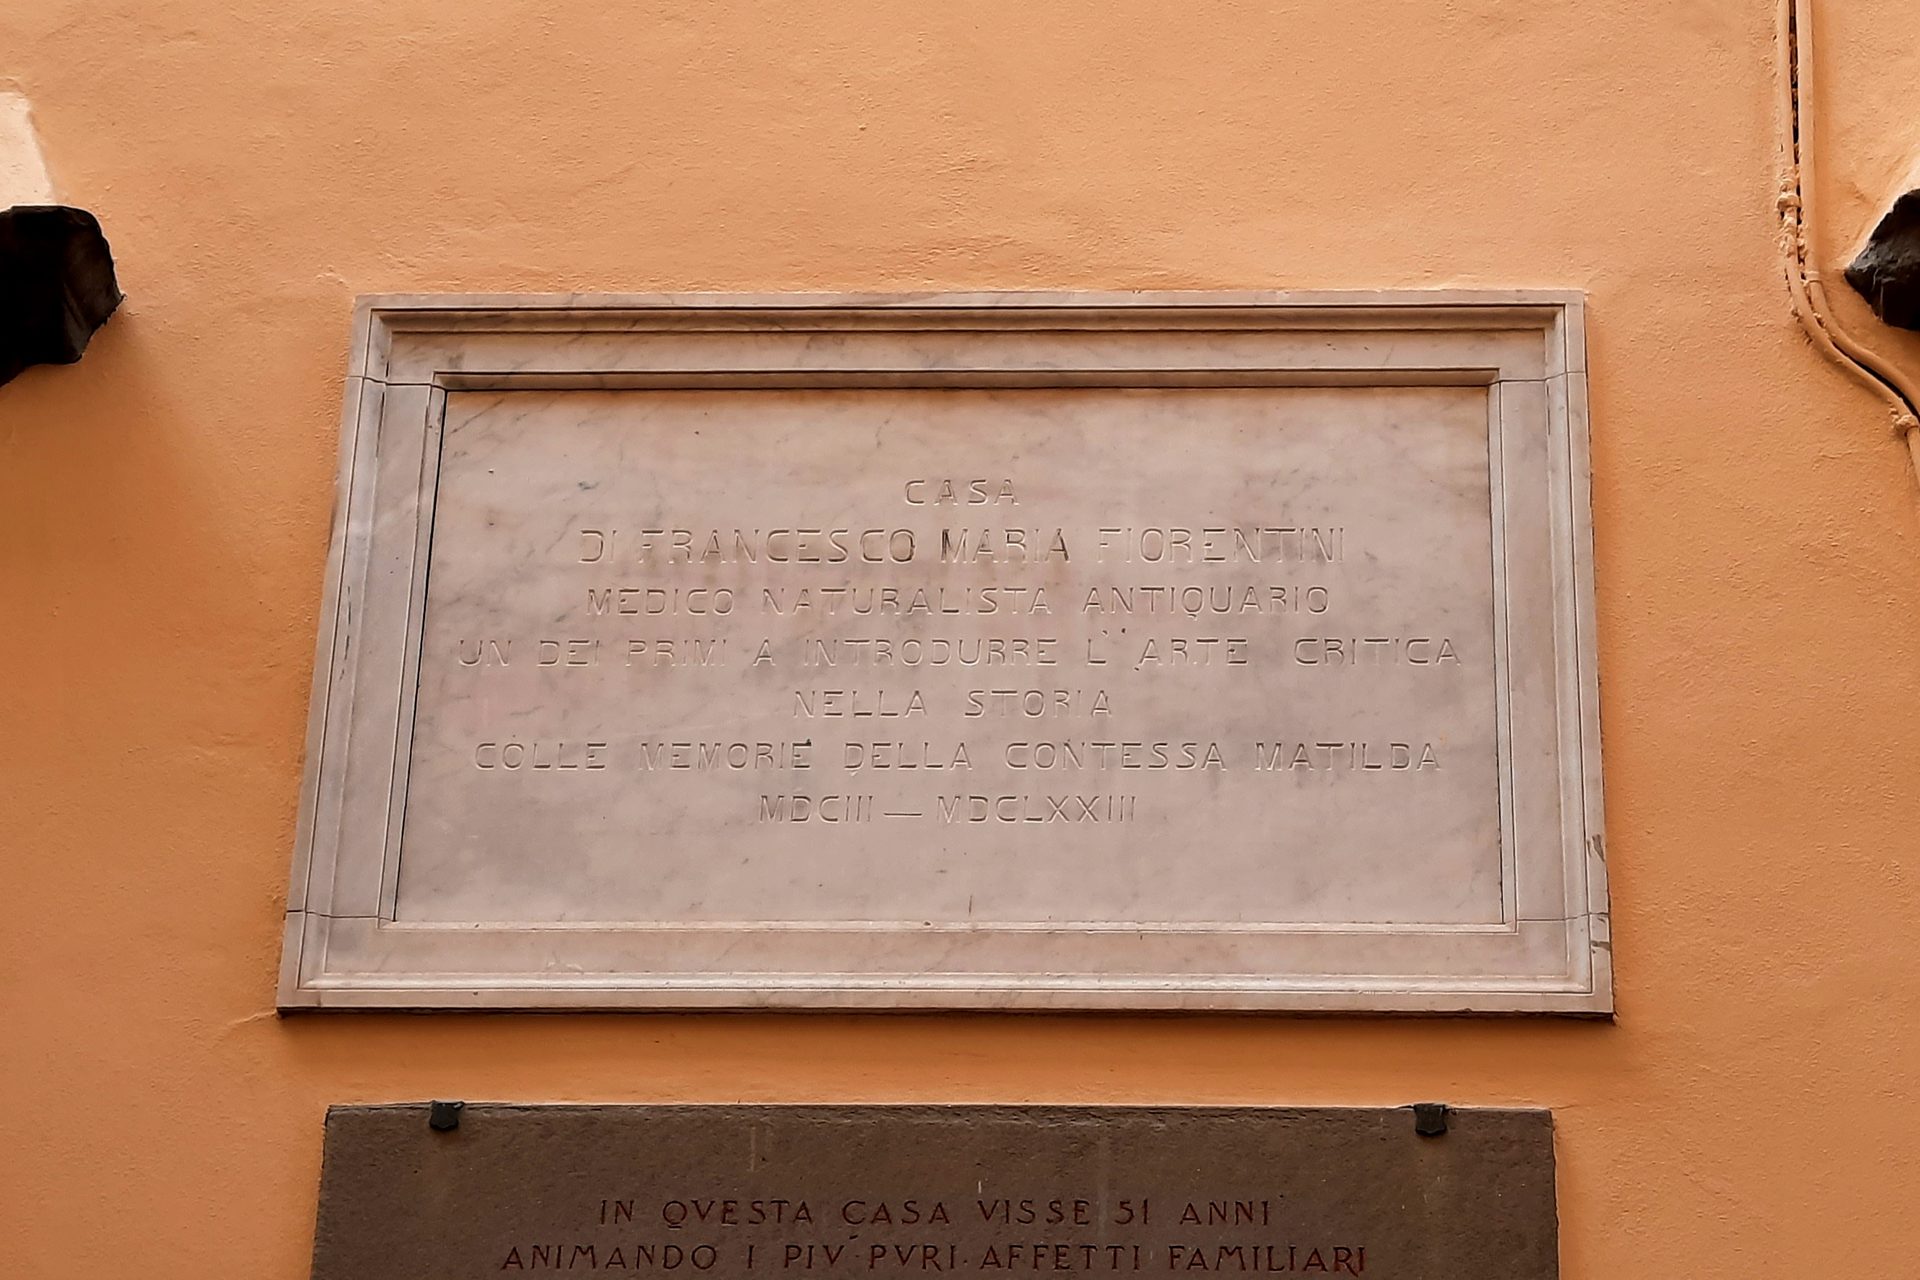 CASA
DI FRANCESCO MARIA FIORENTINI
MEDICO NATURALISTA ANTIQUARIO
UN DEI PRIMI A INTRODURRE L'ARTE CRITICA
NELLA STORIA
COLLE MEMORIE DELLA CONTESSA MATILDA
MDCIII — MDCLXXIII
IN QVESTA CASA VISSE 51 ANNI
ANIMANDO I PIV·PVRI·AFFETTI FAMILIARI